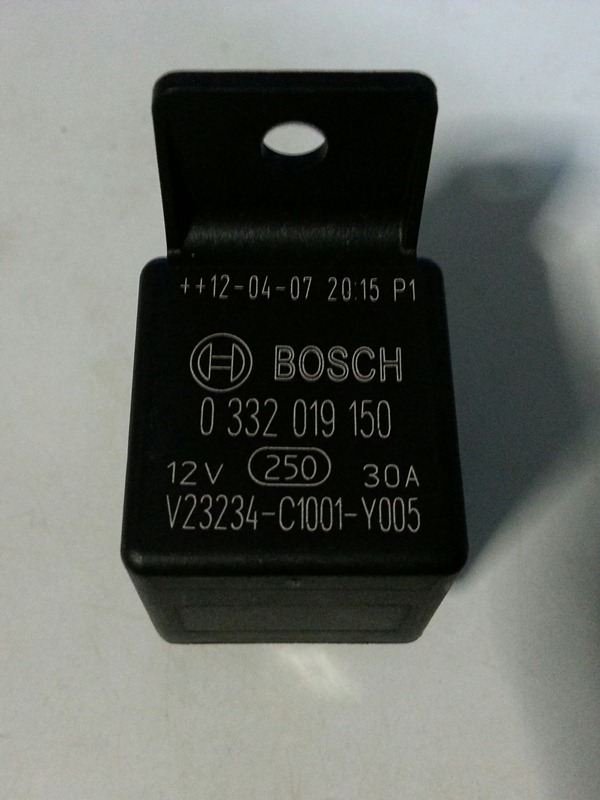 ++12-04-07 20:15 P1
BOSCH
0 332 019 150
12V 250 30A
V23234-C1001-Y005